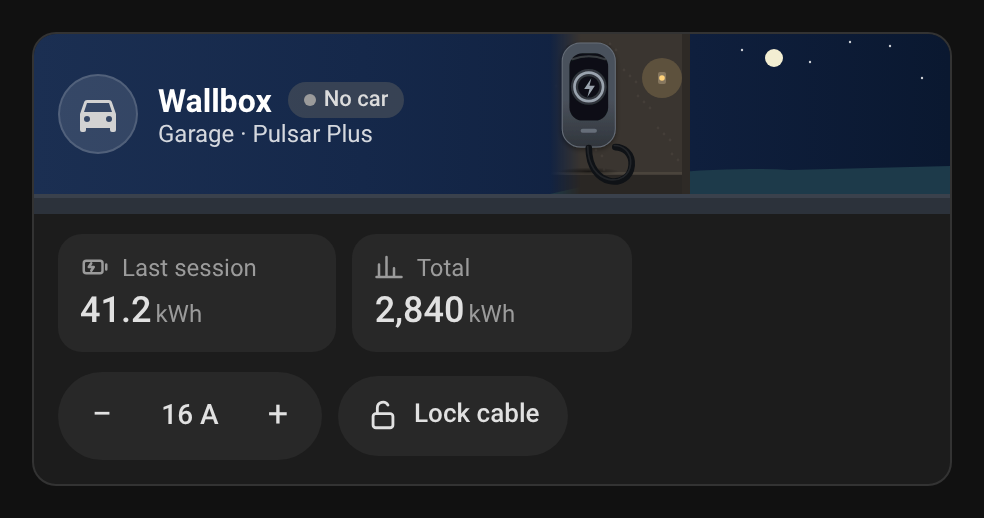 Wallbox
No car
Garage · Pulsar Plus
Last session
41.2 kWh
Total
2,840 kWh
− 16 A +
Lock cable